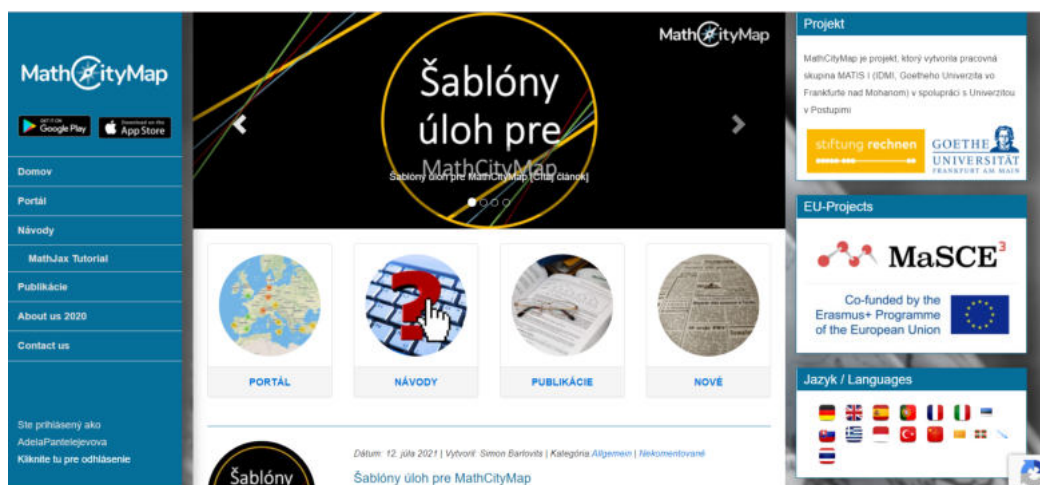 MathCityMap
GET IT ON
Google Play
Download on the
App Store
Domov
Portál
Návody
MathJax Tutorial
Publikácie
About us 2020
Contact us
Ste prihlásený ako
AdelaPantelejevova
Kliknite tu pre odhlásenie
MathCityMap
Šablóny
úloh pre
MathCityMap
Šablóny úloh pre MathCityMap [Čítaj článok]
PORTÁL
NÁVODY
PUBLIKÁCIE
NOVÉ
Šablóny
Dátum: 12. júla 2021 | Vytvoril: Simon Barlovits | Kategória Allgemein | Nekomentované
Šablóny úloh pre MathCityMap
Projekt
MathCityMap je projekt, ktorý vytvorila pracovná
skupina MATIS I (IDMI, Goetheho Univerzita vo
Frankfurte nad Mohanom) v spolupráci s Univerzitou
v Postupimi
stiftung rechnen
GOETHE
UNIVERSITÄT
FRANKFURT AM MAIN
EU-Projects
MaSCE³
Co-funded by the
Erasmus+ Programme
of the European Union
Jazyk / Languages